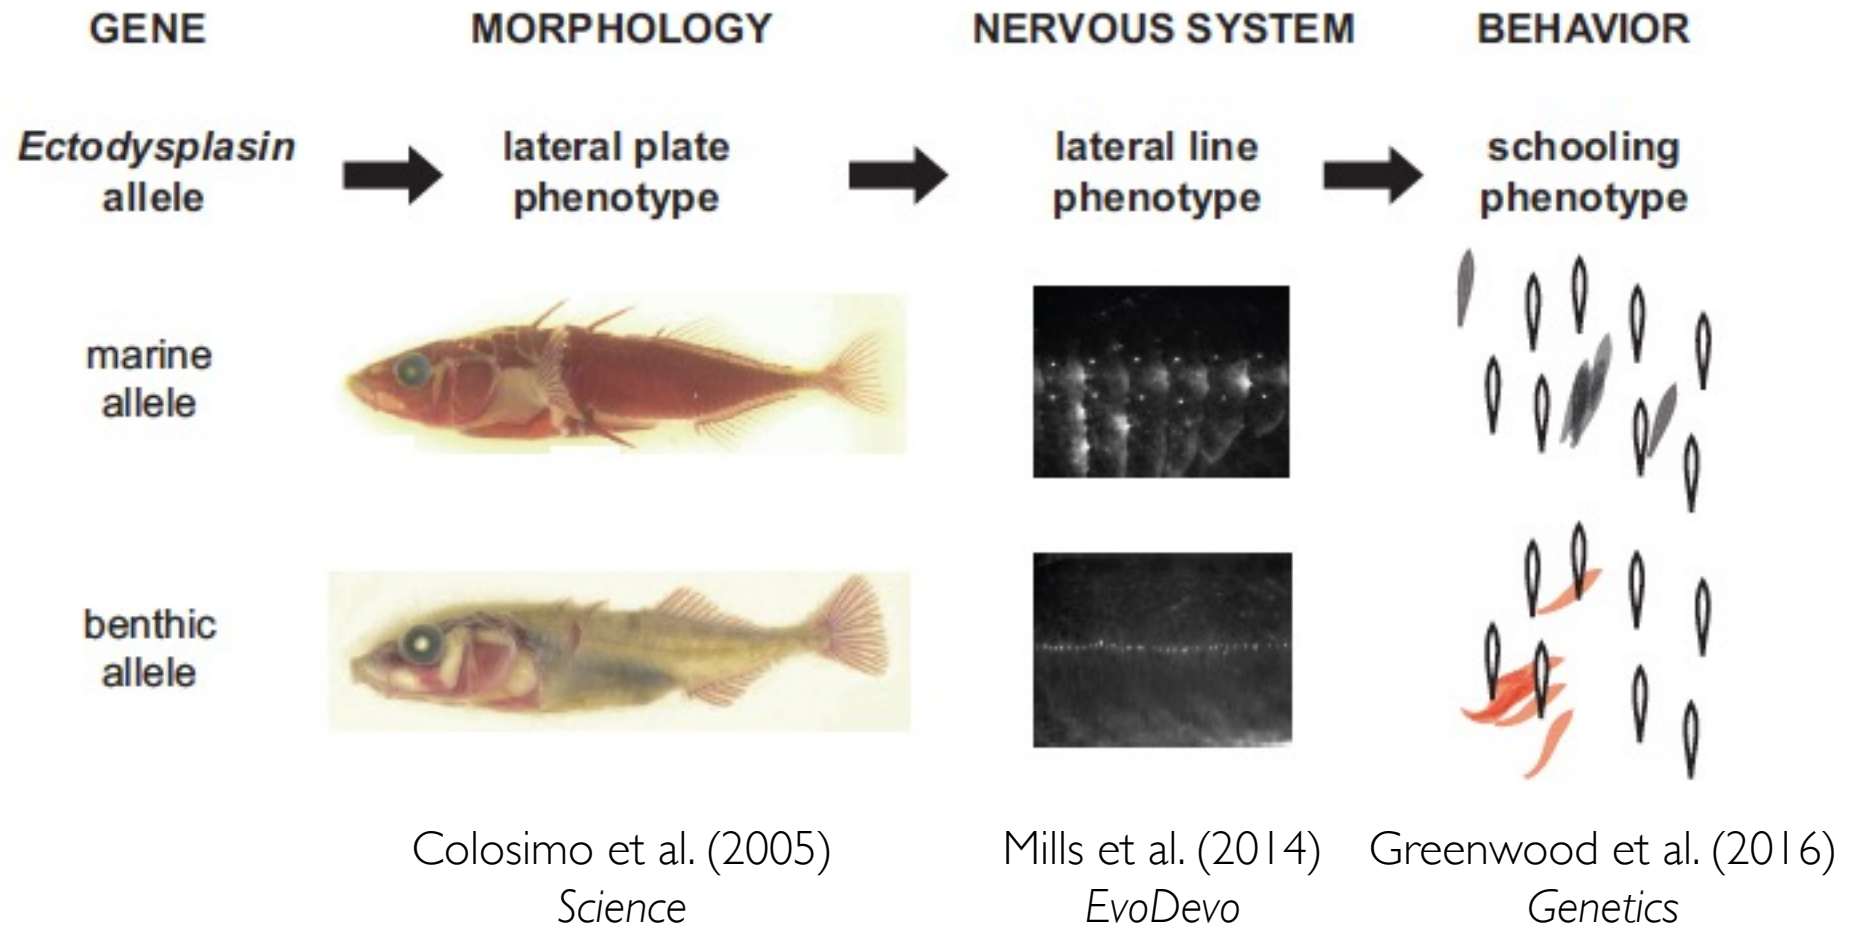 GENE
MORPHOLOGY
NERVOUS SYSTEM
BEHAVIOR
Ectodysplasin
allele
lateral plate
phenotype
lateral line
phenotype
schooling
phenotype
marine
allele
benthic
allele
Colosimo et al. (2005)
Science
Mills et al. (2014)
EvoDevo
Greenwood et al. (2016)
Genetics